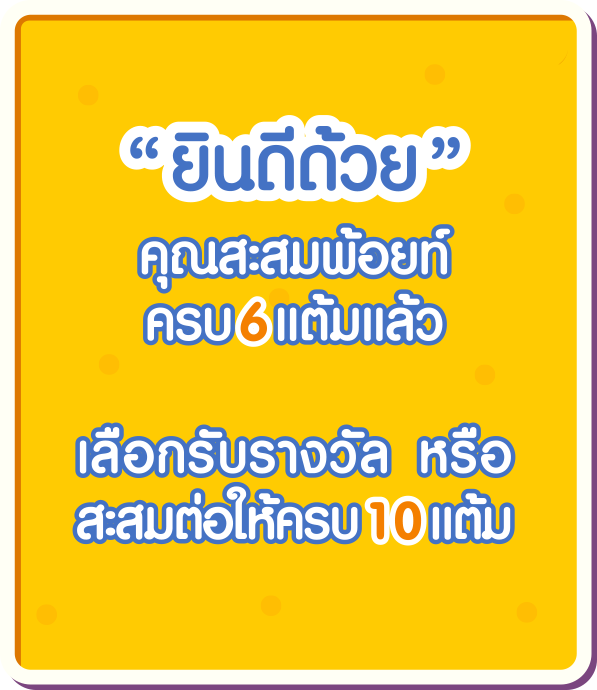 “ยินดีด้วย”
คุณสะสมพ้อยท์
ครบ 6 แต้มแล้ว
เลือกรับรางวัล หรือ
สะสมต่อให้ครบ 10 แต้ม